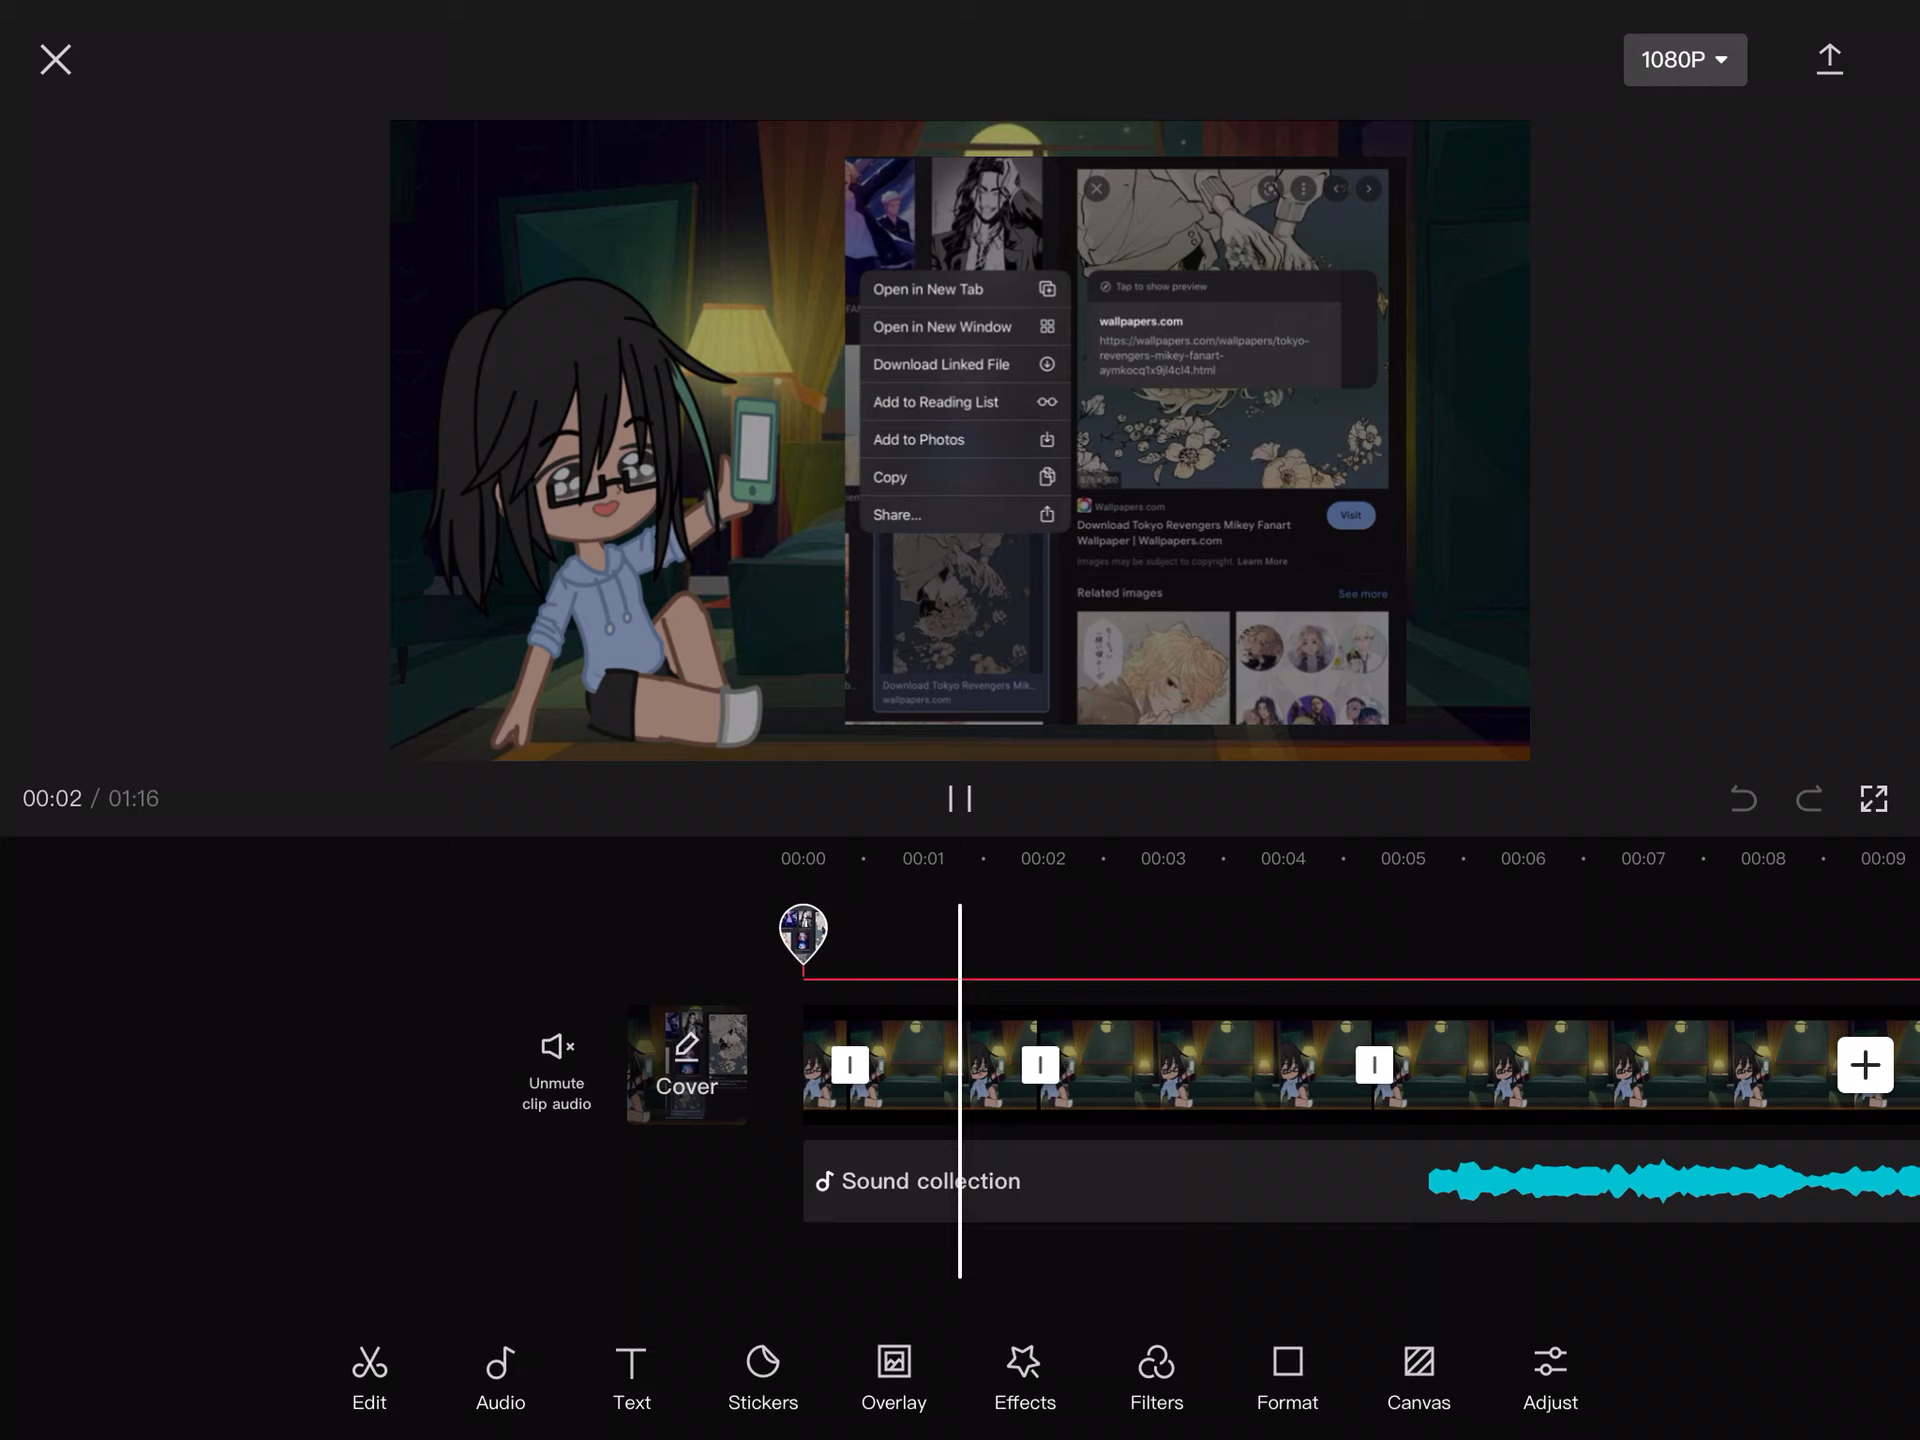 1080P
Open in New Tab
Open in New Window
Download Linked File
Add to Reading List
Add to Photos
Copy
Share...
Tap to show preview
wallpapers.com
https://wallpapers.com/wallpapers/tokyo-
revengers-mikey-fanart-
aymkocq1x9jl4cl4.html
Wallpapers.com
Download Tokyo Revengers Mikey Fanart
Wallpaper | Wallpapers.com
Visit
Images may be subject to copyright. Learn More
Related images
See more
Download Tokyo Revengers Mik...
wallpapers.com
00:02 / 01:16
00:00 00:01 00:02 00:03 00:04 00:05 00:06 00:07 00:08 00:09
Unmute
clip audio
Cover
Sound collection
Edit
Audio
Text
Stickers
Overlay
Effects
Filters
Format
Canvas
Adjust